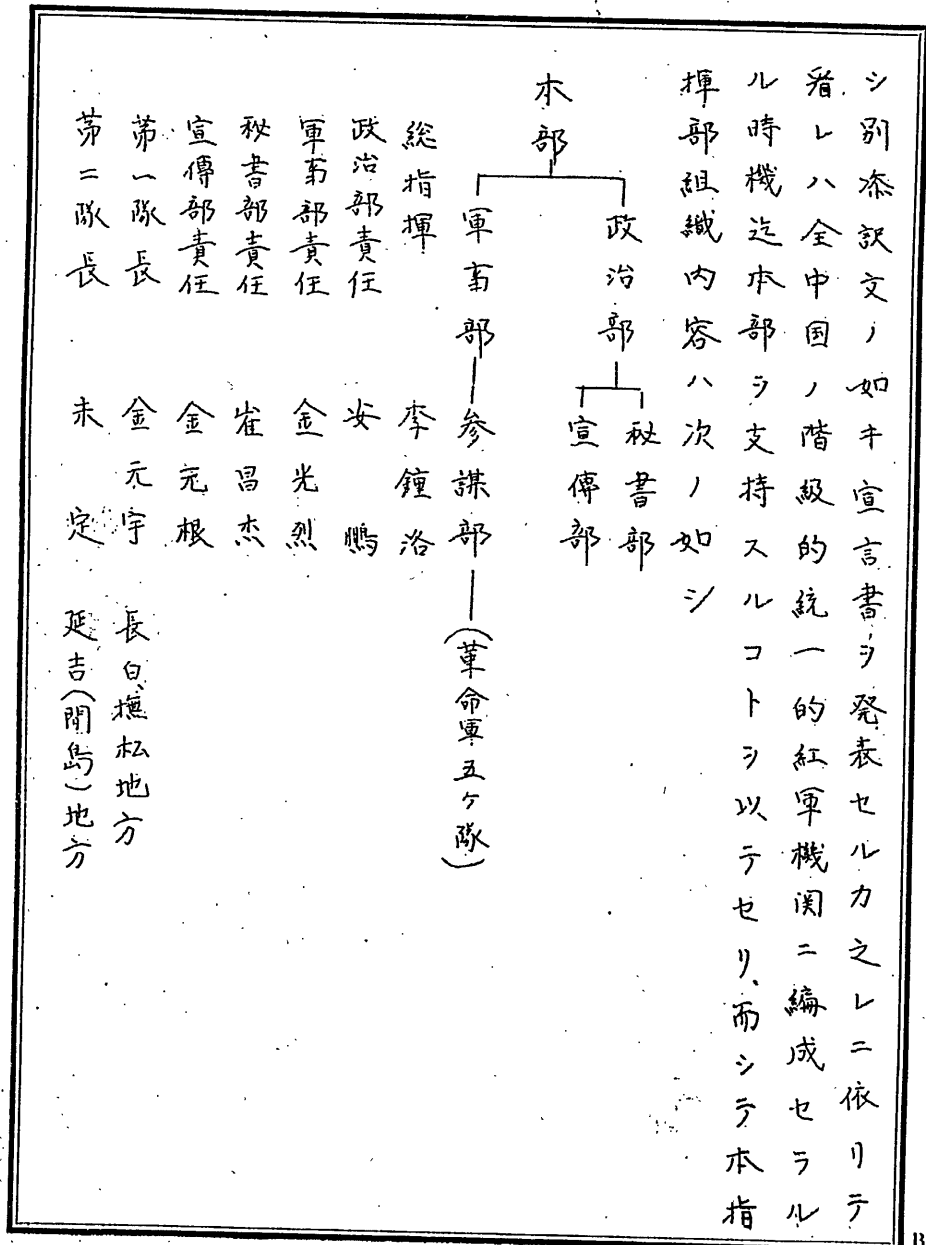 シ別添訳文ノ如キ宣言書ヲ発表セルカ之レニ依リテ
看レハ全中国ノ階級的統一的紅軍機関ニ編成セラル
ル時機迄本部ヲ支持スルコトヲ以テセリ、而シテ本指
揮部組織内容ハ次ノ如シ
本部
政治部
秘書部
宣傳部
軍事部―参謀部―(革命軍五ケ隊)
総指揮 李鐘洛
政治部責任 安鵬
軍事部責任 金光烈
秘書部責任 崔昌杰
宣傳部責任 金元根
第一隊長 金元宇 長白、撫松地方
第二隊長 未定 延吉(間島)地方